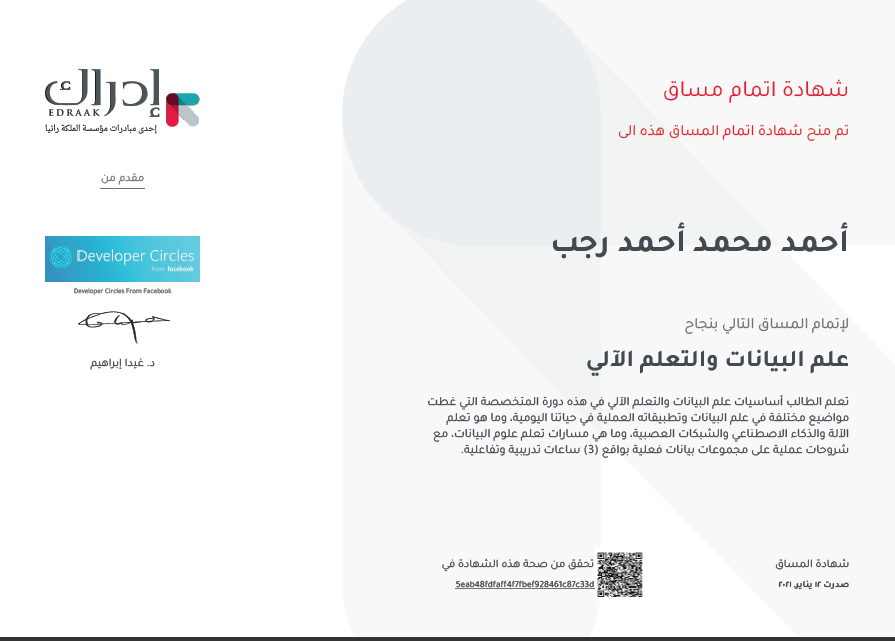 شهادة اتمام مساق
تم منح شهادة اتمام المساق هذه الى
أحمد محمد أحمد رجب
لإتمام المساق التالي بنجاح
علم البيانات والتعلم الآلي
تعلم الطالب أساسيات علم البيانات والتعلم الآلي في هذه دورة المتخصصة التي غطت
مواضيع مختلفة في علم البيانات وتطبيقاته العملية في حياتنا اليومية، وما هو تعلم
الآلة والذكاء الاصطناعي والشبكات العصبية، وما هي مسارات تعلم علوم البيانات، مع
شروحات عملية على مجموعات بيانات فعلية بواقع (3) ساعات تدريبية وتفاعلية.
شهادة المساق
صدرت ١٢ يناير، ٢٠٢١
تحقق من صحة هذه الشهادة في
5eab48fdfaff4f7fbef928461c87c33d
إدراك
EDRAAK
إحدى مبادرات مؤسسة الملكة رانيا
مقدم من
Developer Circles
from facebook
Developer Circles From Facebook
د. غيدا إبراهيم